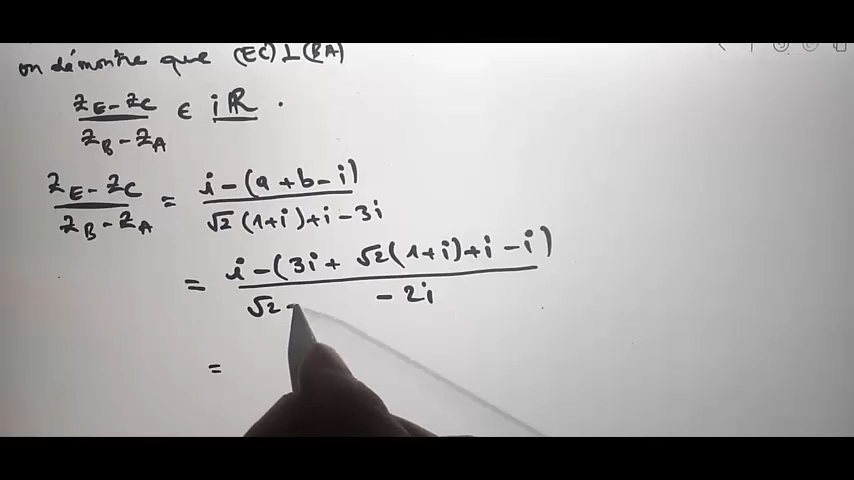 on démontre que (EC) ⊥ (BA)
(z_E - z_C)/(z_B - z_A) ∈ iℝ .
(z_E - z_C)/(z_B - z_A) = (i - (a + b - i))/(√2 (1+i) + i - 3i)
= (i - (3i + √2 (1+i) + i - i))/(√2 - 2i)
=